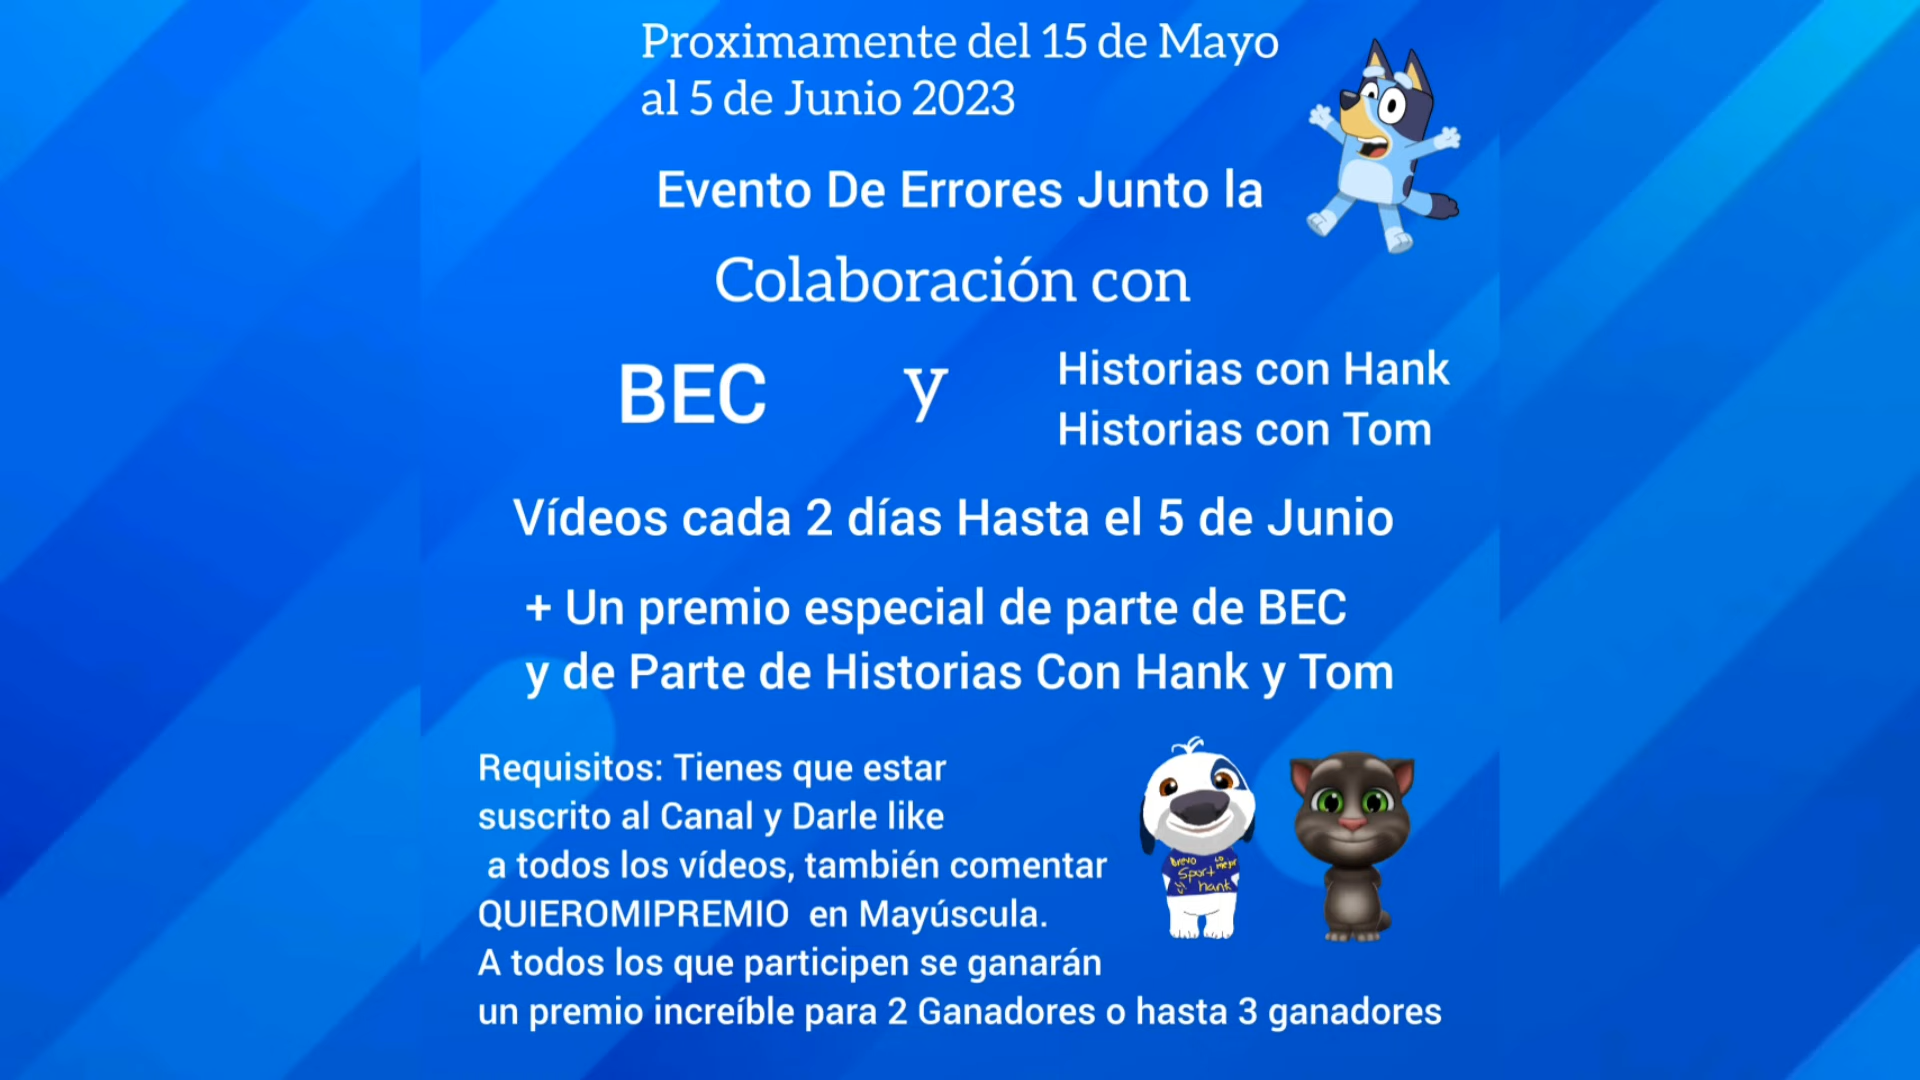 Proximamente del 15 de Mayo
al 5 de Junio 2023
Evento De Errores Junto la
Colaboración con
BEC y Historias con Hank
Historias con Tom
Vídeos cada 2 días Hasta el 5 de Junio
+ Un premio especial de parte de BEC
y de Parte de Historias Con Hank y Tom
Requisitos: Tienes que estar
suscrito al Canal y Darle like
a todos los vídeos, también comentar
QUIEROMIPREMIO en Mayúscula.
A todos los que participen se ganarán
un premio increíble para 2 Ganadores o hasta 3 ganadores
Lo mejor
Sport
hank